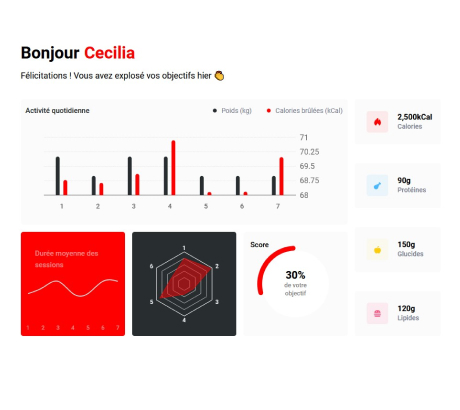 Bonjour Cecilia
Félicitations ! Vous avez explosé vos objectifs hier 👏
Activité quotidienne
Poids (kg)
Calories brûlées (kCal)
71
70.25
69.5
68.75
68
1 2 3 4 5 6 7
2,500kCal
Calories
90g
Protéines
150g
Glucides
120g
Lipides
Durée moyenne des
sessions
1 2 3 4 5 6 7
1
6 2
5 3
4
Score
30%
de votre
objectif